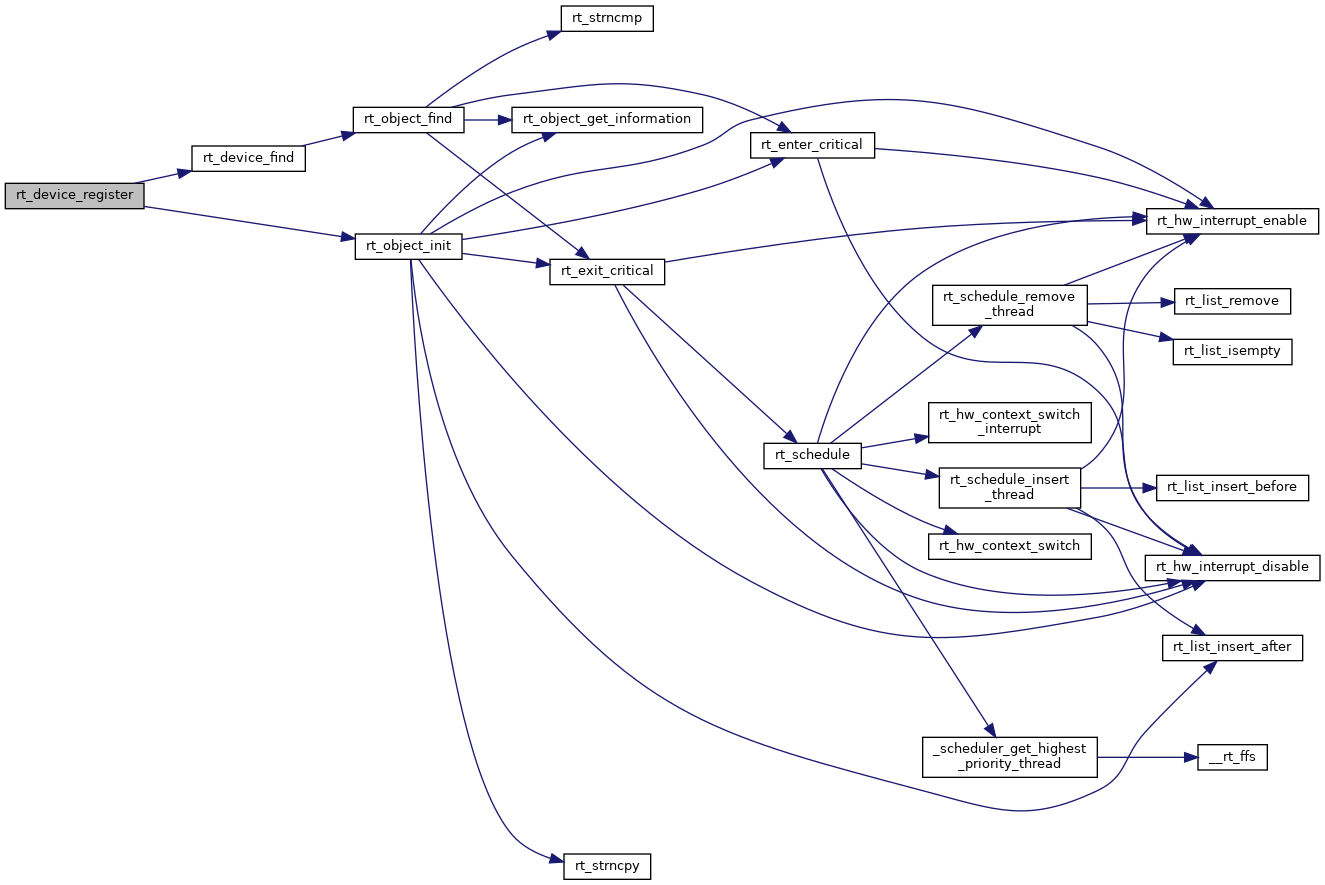 rt_strncmp
rt_object_find
rt_object_get_information
rt_enter_critical
rt_device_find
rt_device_register
rt_hw_interrupt_enable
rt_object_init
rt_exit_critical
rt_schedule_remove
_thread
rt_list_remove
rt_list_isempty
rt_hw_context_switch
_interrupt
rt_schedule
rt_schedule_insert
_thread
rt_list_insert_before
rt_hw_context_switch
rt_hw_interrupt_disable
rt_list_insert_after
_scheduler_get_highest
_priority_thread
__rt_ffs
rt_strncpy